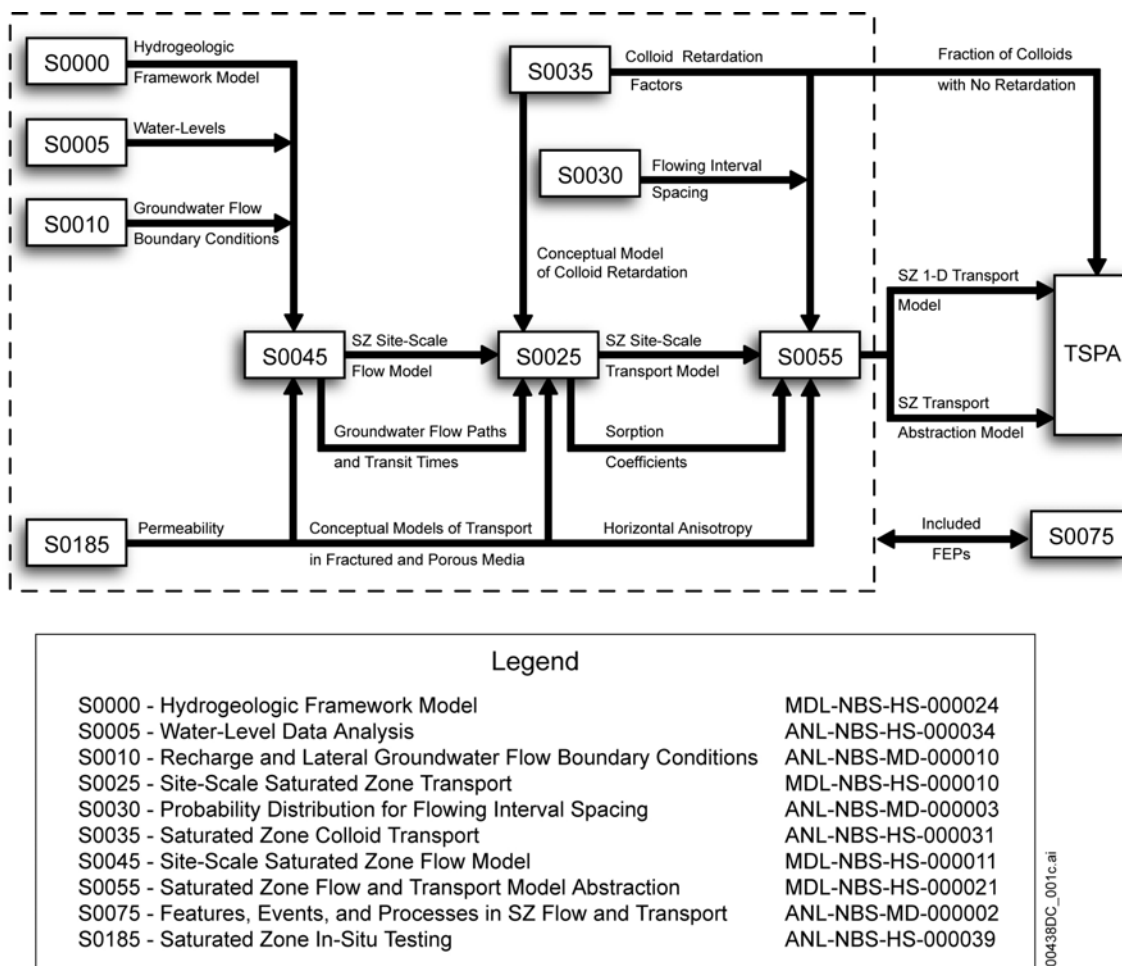 S0000
Hydrogeologic
Framework Model
S0005
Water-Levels
S0010
Groundwater Flow
Boundary Conditions
S0035
Colloid Retardation
Factors
Fraction of Colloids
with No Retardation
S0030
Flowing Interval
Spacing
Conceptual Model
of Colloid Retardation
S0045
SZ Site-Scale
Flow Model
S0025
SZ Site-Scale
Transport Model
S0055
SZ 1-D Transport
Model
TSPA
SZ Transport
Abstraction Model
Groundwater Flow Paths
and Transit Times
Sorption
Coefficients
S0185
Permeability
Conceptual Models of Transport
in Fractured and Porous Media
Horizontal Anisotropy
Included
FEPs
S0075
Legend
S0000 - Hydrogeologic Framework Model MDL-NBS-HS-000024
S0005 - Water-Level Data Analysis ANL-NBS-HS-000034
S0010 - Recharge and Lateral Groundwater Flow Boundary Conditions ANL-NBS-MD-000010
S0025 - Site-Scale Saturated Zone Transport MDL-NBS-HS-000010
S0030 - Probability Distribution for Flowing Interval Spacing ANL-NBS-MD-000003
S0035 - Saturated Zone Colloid Transport ANL-NBS-HS-000031
S0045 - Site-Scale Saturated Zone Flow Model MDL-NBS-HS-000011
S0055 - Saturated Zone Flow and Transport Model Abstraction MDL-NBS-HS-000021
S0075 - Features, Events, and Processes in SZ Flow and Transport ANL-NBS-MD-000002
S0185 - Saturated Zone In-Situ Testing ANL-NBS-HS-000039
00438DC_001c.ai